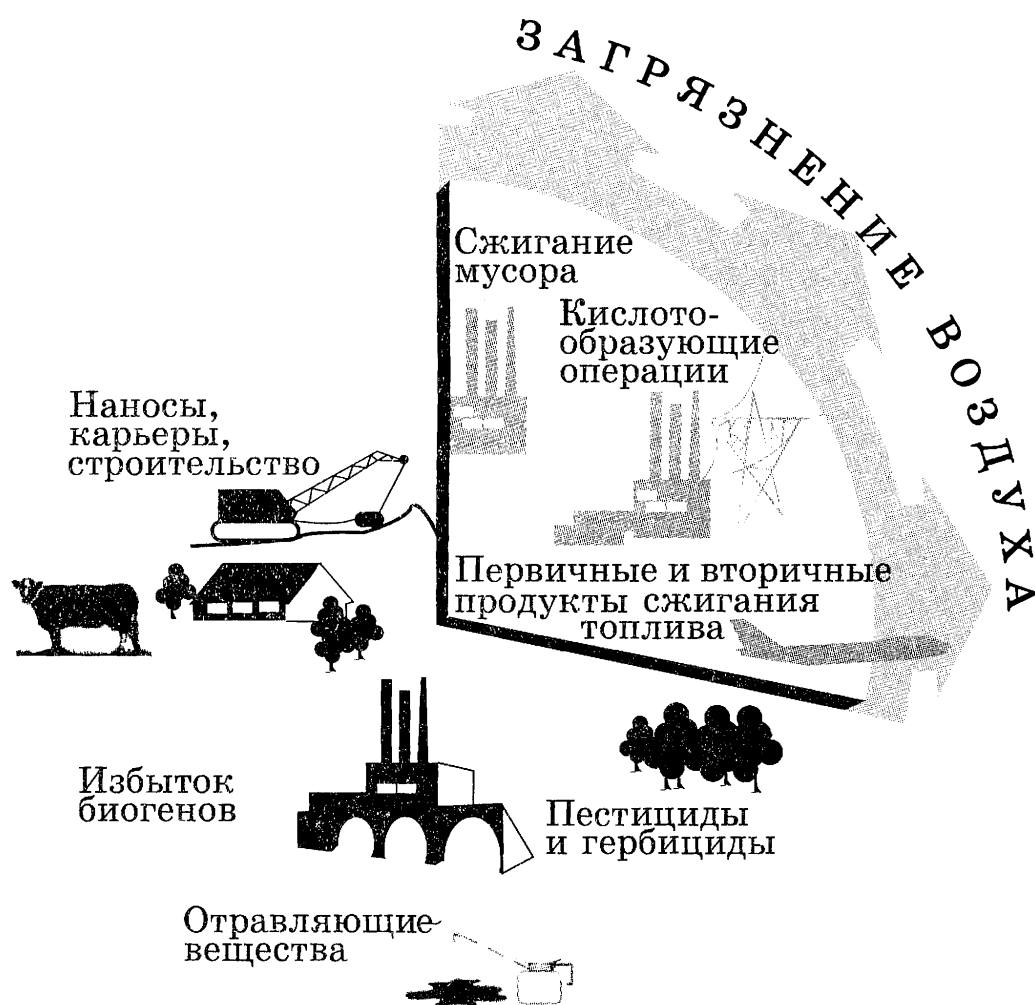 ЗАГРЯЗНЕНИЕ ВОЗДУХА
Сжигание
мусора
Кислото-
образующие
операции
Наносы,
карьеры,
строительство
Первичные и вторичные
продукты сжигания
топлива
Избыток
биогенов
Пестициды
и гербициды
Отравляющие
вещества